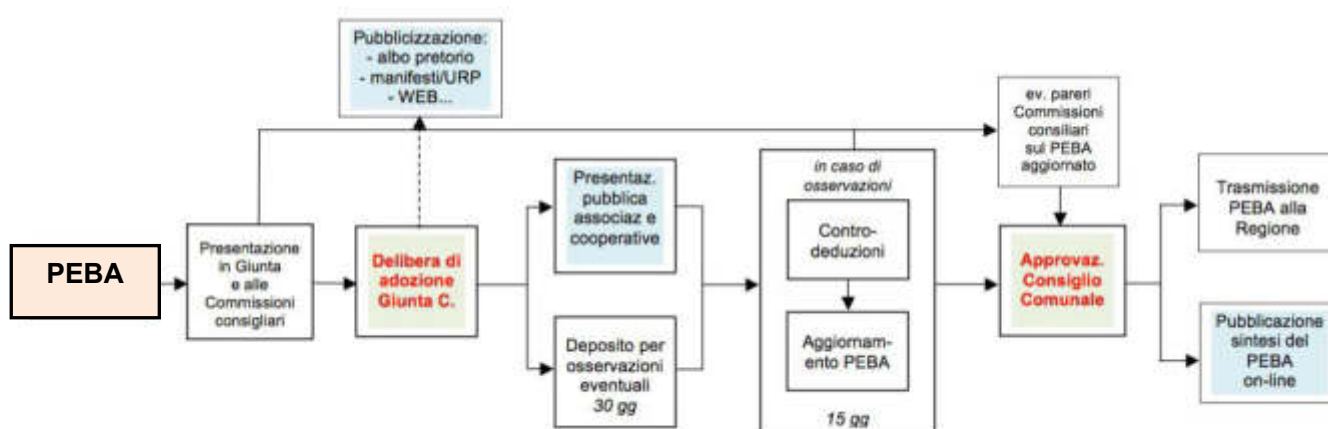 PEBA
Presentazione
in Giunta
e alle
Commissioni
consigliari
Pubblicizzazione:
- albo pretorio
- manifesti/URP
- WEB...
Delibera di
adozione
Giunta C.
Presentaz.
pubblica
associaz e
cooperative
Deposito per
osservazioni
eventuali
30 gg
in caso di
osservazioni
Contro-
deduzioni
Aggiornam-
ento PEBA
15 gg
ev. pareri
Commissioni
consiliari
sul PEBA
aggiornato
Approvaz.
Consiglio
Comunale
Trasmissione
PEBA alla
Regione
Pubblicazione
sintesi del
PEBA
on-line